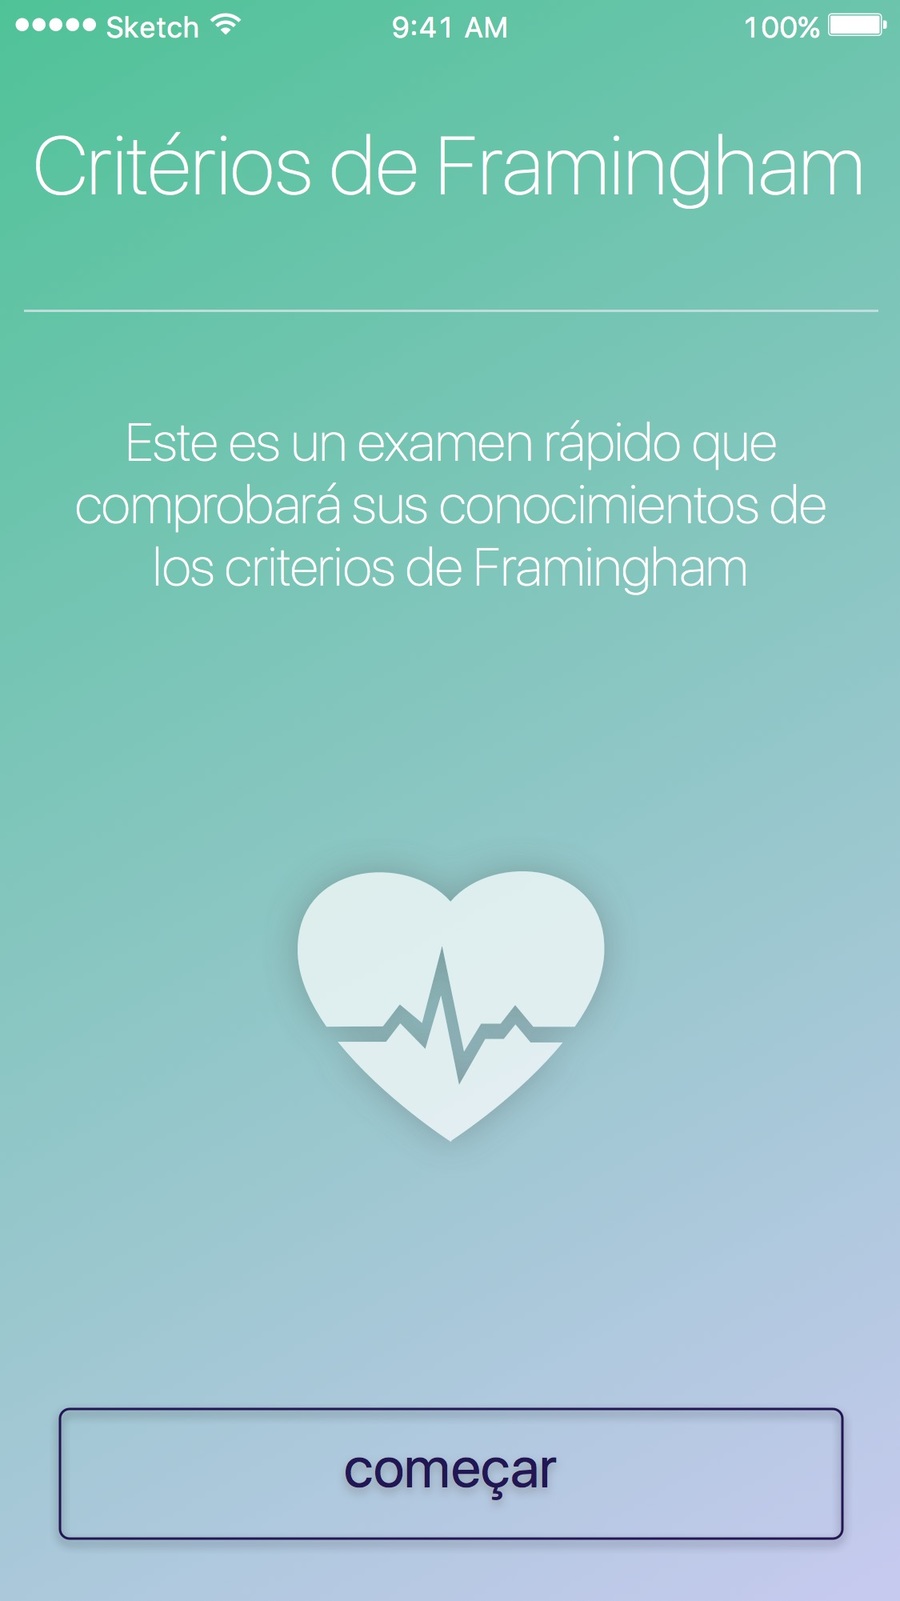 Sketch 9:41 AM 100%
Critérios de Framingham
Este es un examen rápido que
comprobará sus conocimientos de
los criterios de Framingham
começar